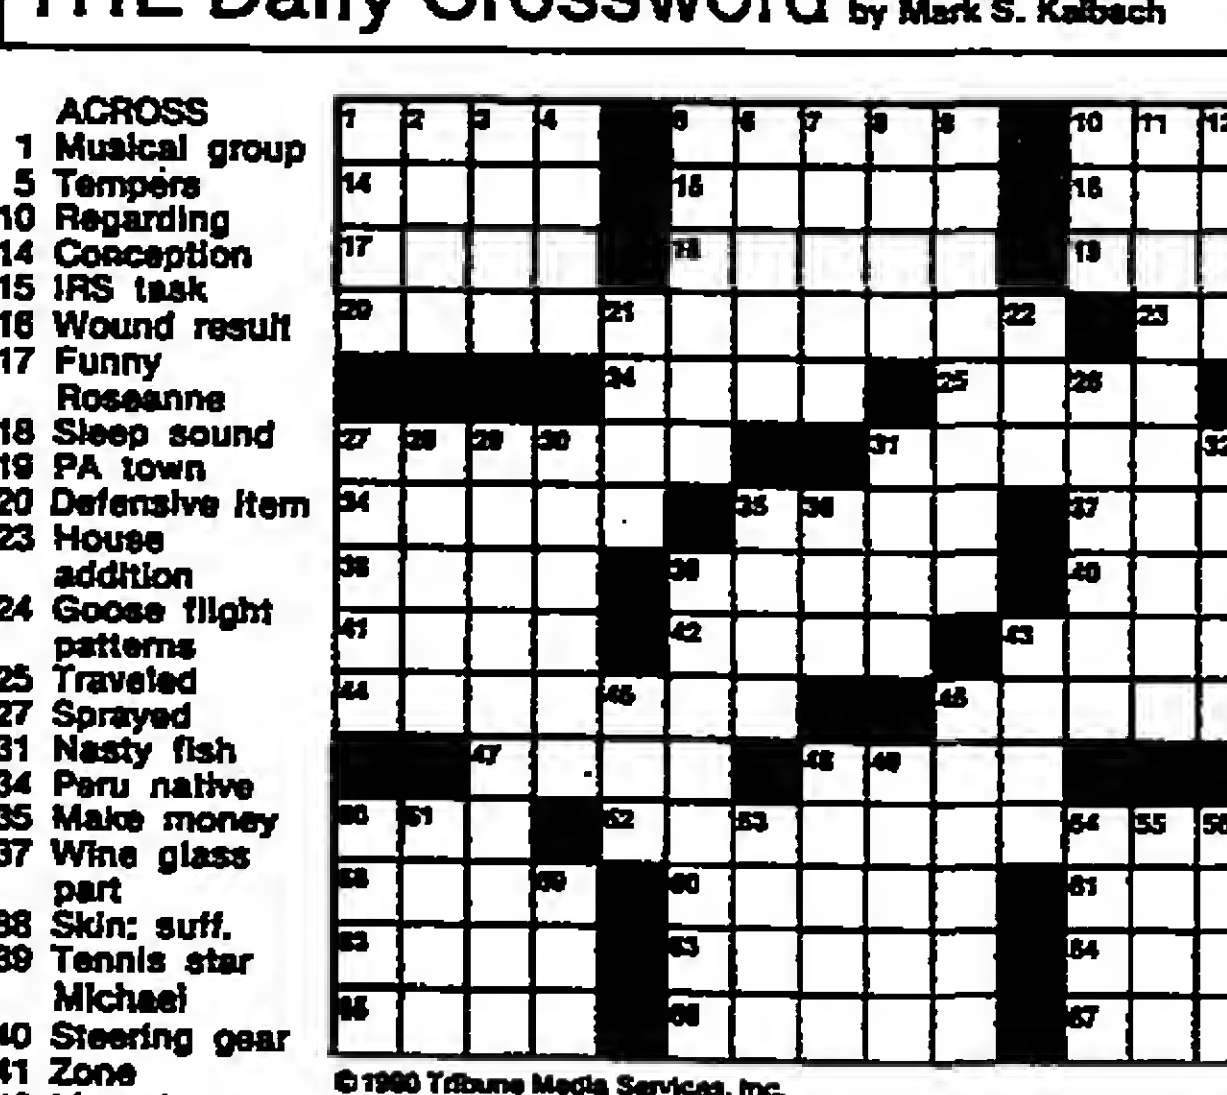 THE Daily Crossword by Mark S. Kalbach
ACROSS
1 Musical group
5 Tempers
10 Regarding
14 Conception
15 IRS task
16 Wound result
17 Funny
Roseanne
18 Sleep sound
19 PA town
20 Defensive item
23 House
addition
24 Goose flight
patterns
25 Traveled
27 Sprayed
31 Nasty fish
34 Peru native
35 Make money
37 Wine glass
part
38 Skin: suff.
39 Tennis star
Michael
40 Steering gear
41 Zone
1 2 3 4 5 6 7 8 9 10 11 12
14 15 16
17 18 19
20 21 22 23
24 25 26
27 28 29 30 31 32
34 35 36 37
38 39 40
41 42 43
44 45 46
47 48 49
50 51 52 53 54 55 56
58 59 60 61
62 63 64
65 66 67
© 1990 Tribune Media Services, Inc.